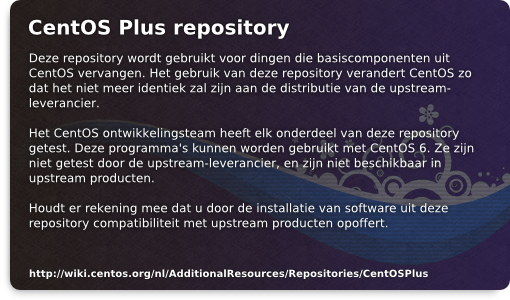 CentOS Plus repository
Deze repository wordt gebruikt voor dingen die basiscomponenten uit
CentOS vervangen. Het gebruik van deze repository verandert CentOS zo
dat het niet meer identiek zal zijn aan de distributie van de upstream-
leverancier.
Het CentOS ontwikkelingsteam heeft elk onderdeel van deze repository
getest. Deze programma's kunnen worden gebruikt met CentOS 6. Ze zijn
niet getest door de upstream-leverancier, en zijn niet beschikbaar in
upstream producten.
Houdt er rekening mee dat u door de installatie van software uit deze
repository compatibiliteit met upstream producten opoffert.
http://wiki.centos.org/nl/AdditionalResources/Repositories/CentOSPlus